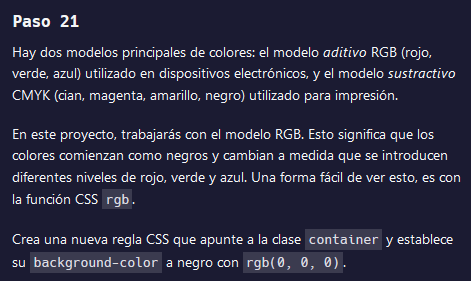 Paso 21
Hay dos modelos principales de colores: el modelo aditivo RGB (rojo,
verde, azul) utilizado en dispositivos electrónicos, y el modelo sustractivo
CMYK (cian, magenta, amarillo, negro) utilizado para impresión.
En este proyecto, trabajarás con el modelo RGB. Esto significa que los
colores comienzan como negros y cambian a medida que se introducen
diferentes niveles de rojo, verde y azul. Una forma fácil de ver esto, es con
la función CSS rgb.
Crea una nueva regla CSS que apunte a la clase container y establece
su background-color a negro con rgb(0, 0, 0).